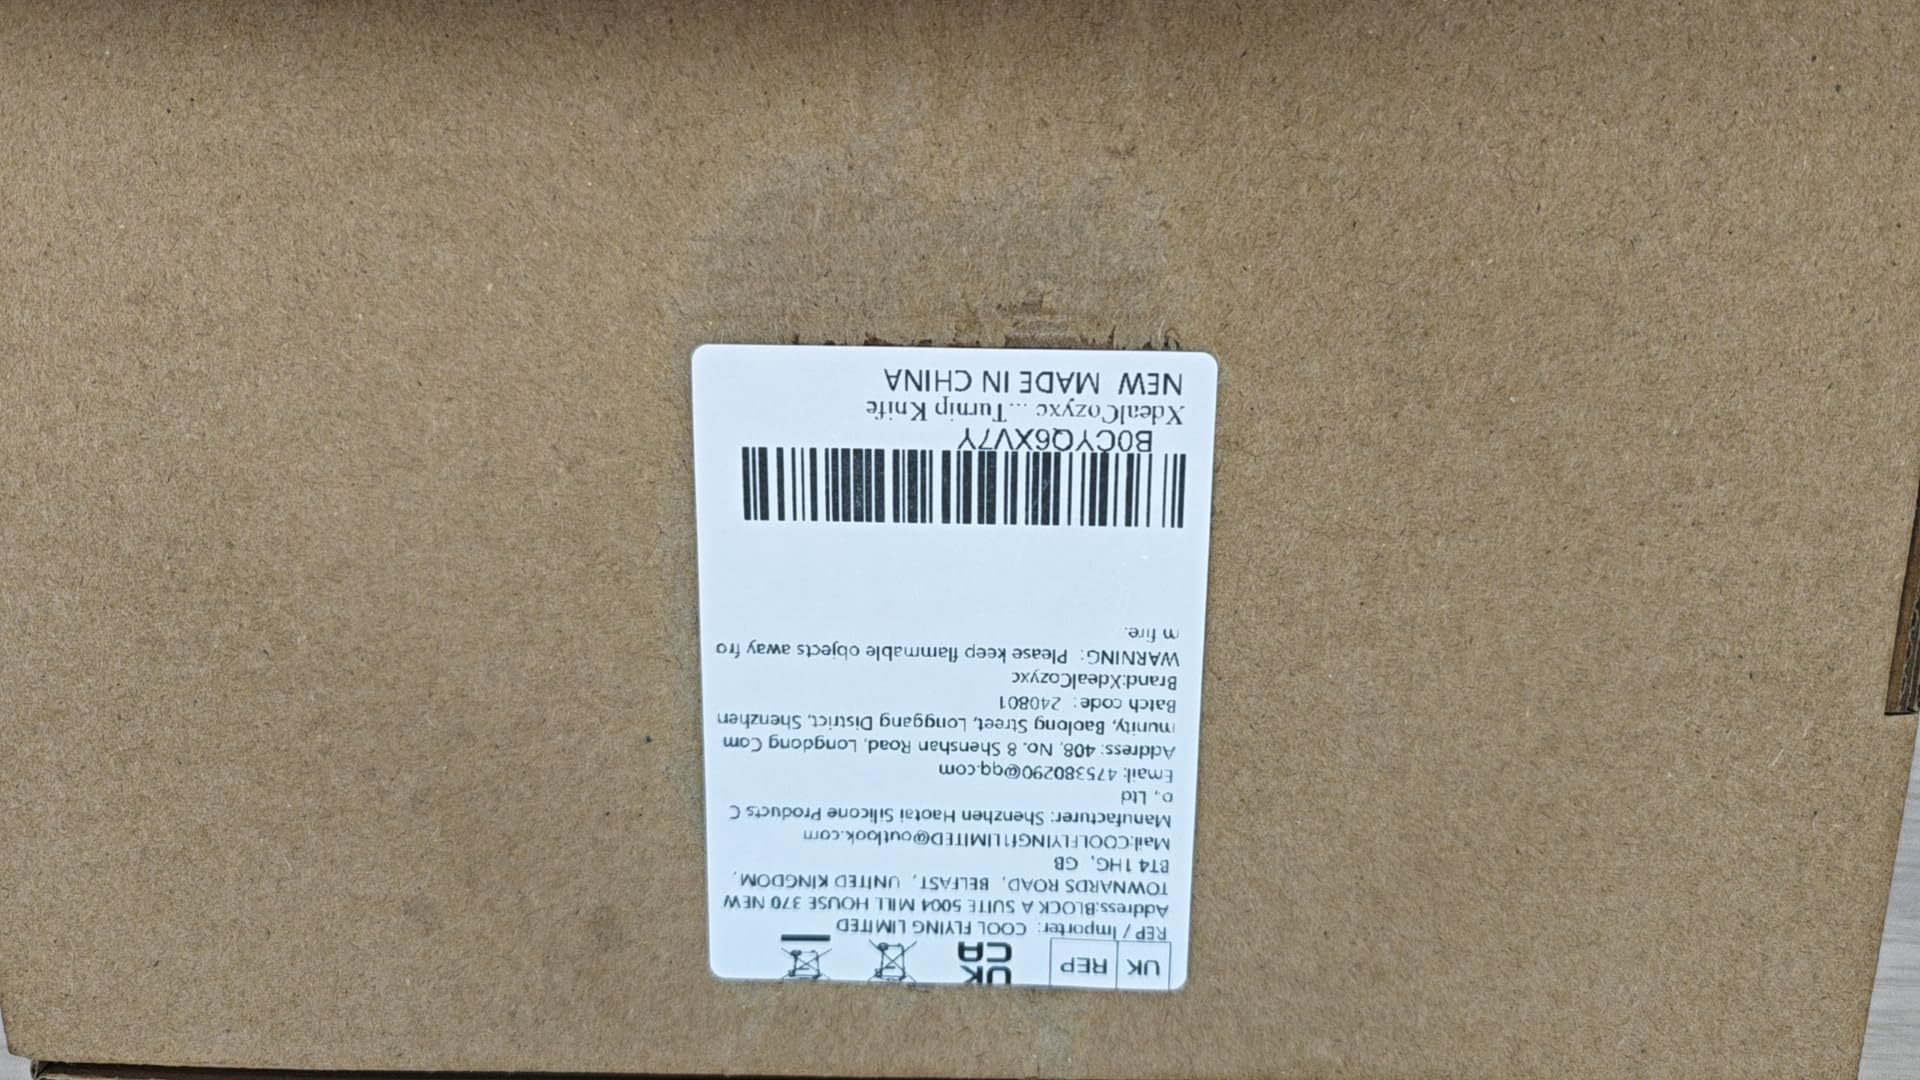 UK REP UK CA
REP / Importer: COOL FLYING LIMITED
Address:BLOCK A SUITE 5004 MILL HOUSE 370 NEW
TOWNARDS ROAD, BELFAST, UNITED KINGDOM,
BT4 1HG, GB
Mail:COOLFLYINGf1LIMITED@outlook.com
Manufacturer: Shenzhen Haotai Silicone Products C
o., Ltd
Email: 475380290@qq.com
Address: 408, No. 8 Shenshan Road, Longdong Com
munity, Baolong Street, Longgang District, Shenzhen
Batch code: 240801
Brand:XdealCozyxc
WARNING: Please keep flammable objects away fro
m fire.
B0CYQ6XV7Y
XdealCozyxc ... Turnip Knife
NEW MADE IN CHINA